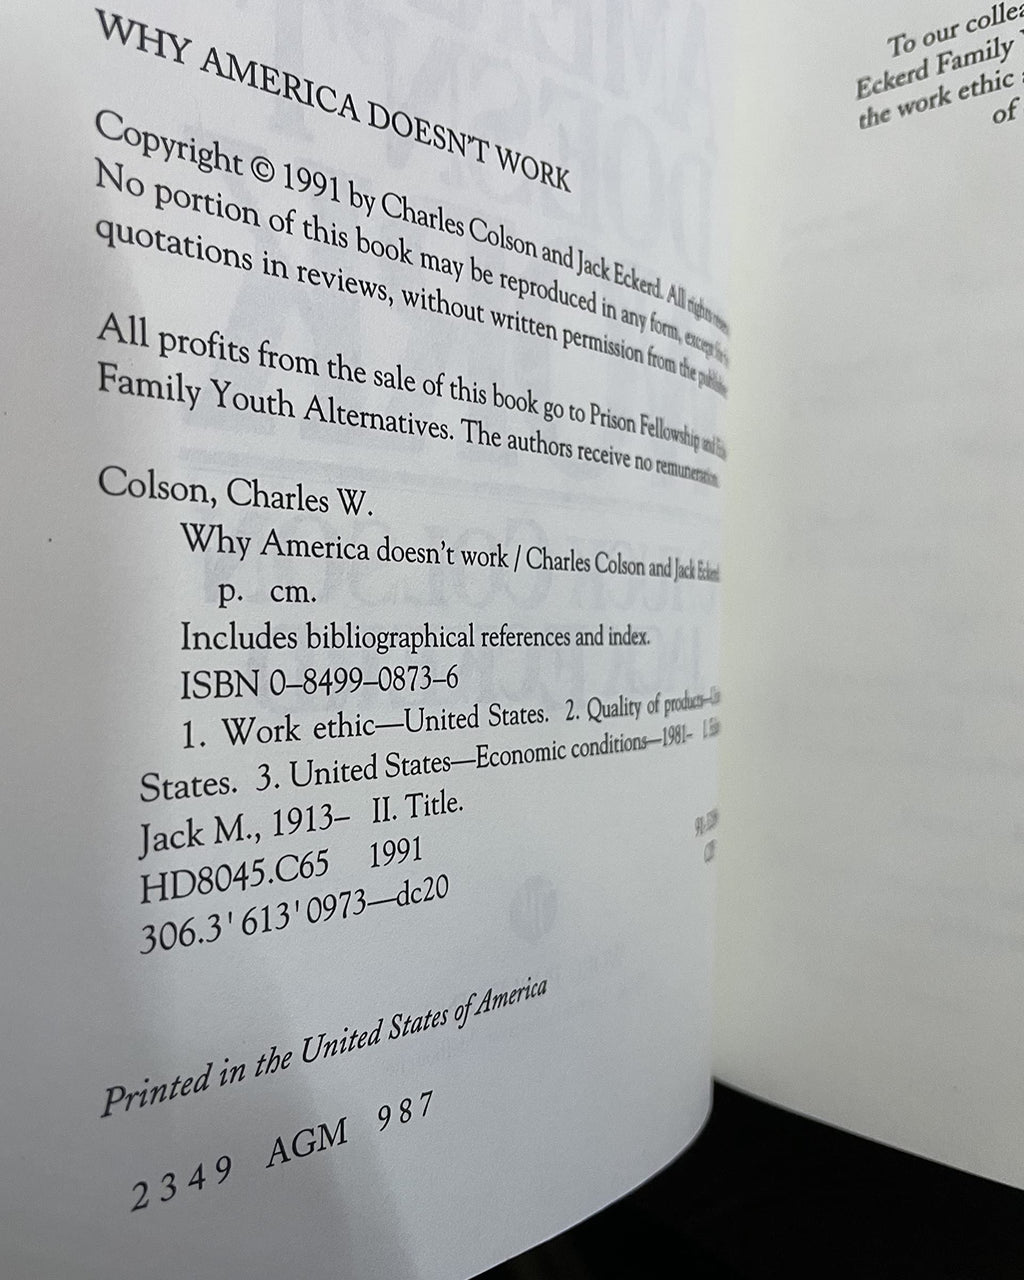 WHY AMERICA DOESN'T WORK
Copyright © 1991 by Charles Colson and Jack Eckerd. All rights
No portion of this book may be reproduced in any form, except
quotations in reviews, without written permission from the
All profits from the sale of this book go to Prison Fellowship and
Family Youth Alternatives. The authors receive no remuneration.
Colson, Charles W.
Why America doesn't work / Charles Colson and Jack Eckerd
p. cm.
Includes bibliographical references and index.
ISBN 0–8499–0873–6
1. Work ethic—United States. 2. Quality of products—
States. 3. United States—Economic conditions—1981–
Jack M., 1913– II. Title.
HD8045.C65 1991
306.3'613'0973—dc20
Printed in the United States of America
2 3 4 9 AGM 9 8 7
To our
Eckerd Family
the work ethic
of